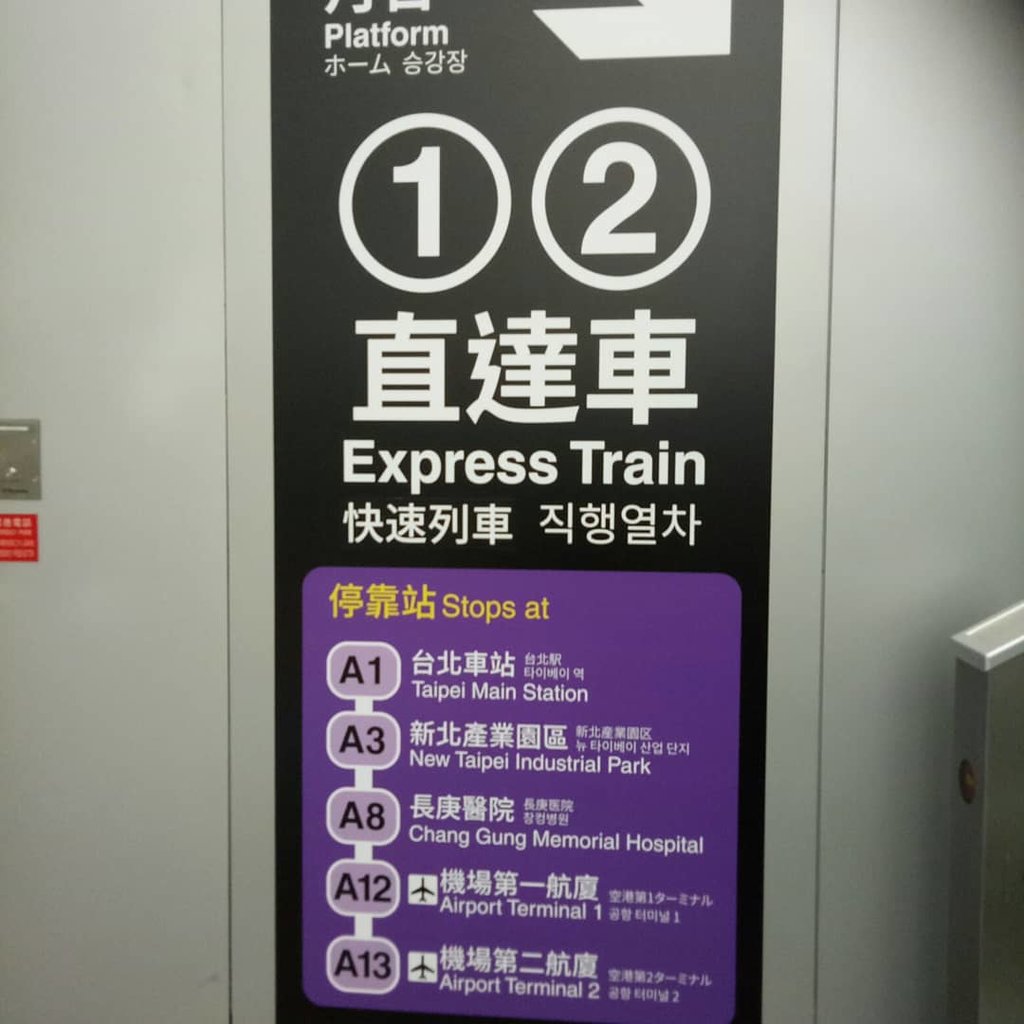 月台
Platform
ホーム 승강장
1 2
直達車
Express Train
快速列車 직행열차
停靠站 Stops at
A1 台北車站 台北駅
타이베이 역
Taipei Main Station
A3 新北產業園區 新北産業園区
뉴 타이베이 산업 단지
New Taipei Industrial Park
A8 長庚醫院 長庚医院
창겅병원
Chang Gung Memorial Hospital
A12 機場第一航廈 空港第1ターミナル
Airport Terminal 1 공항 터미널 1
A13 機場第二航廈 空港第2ターミナル
Airport Terminal 2 공항 터미널 2